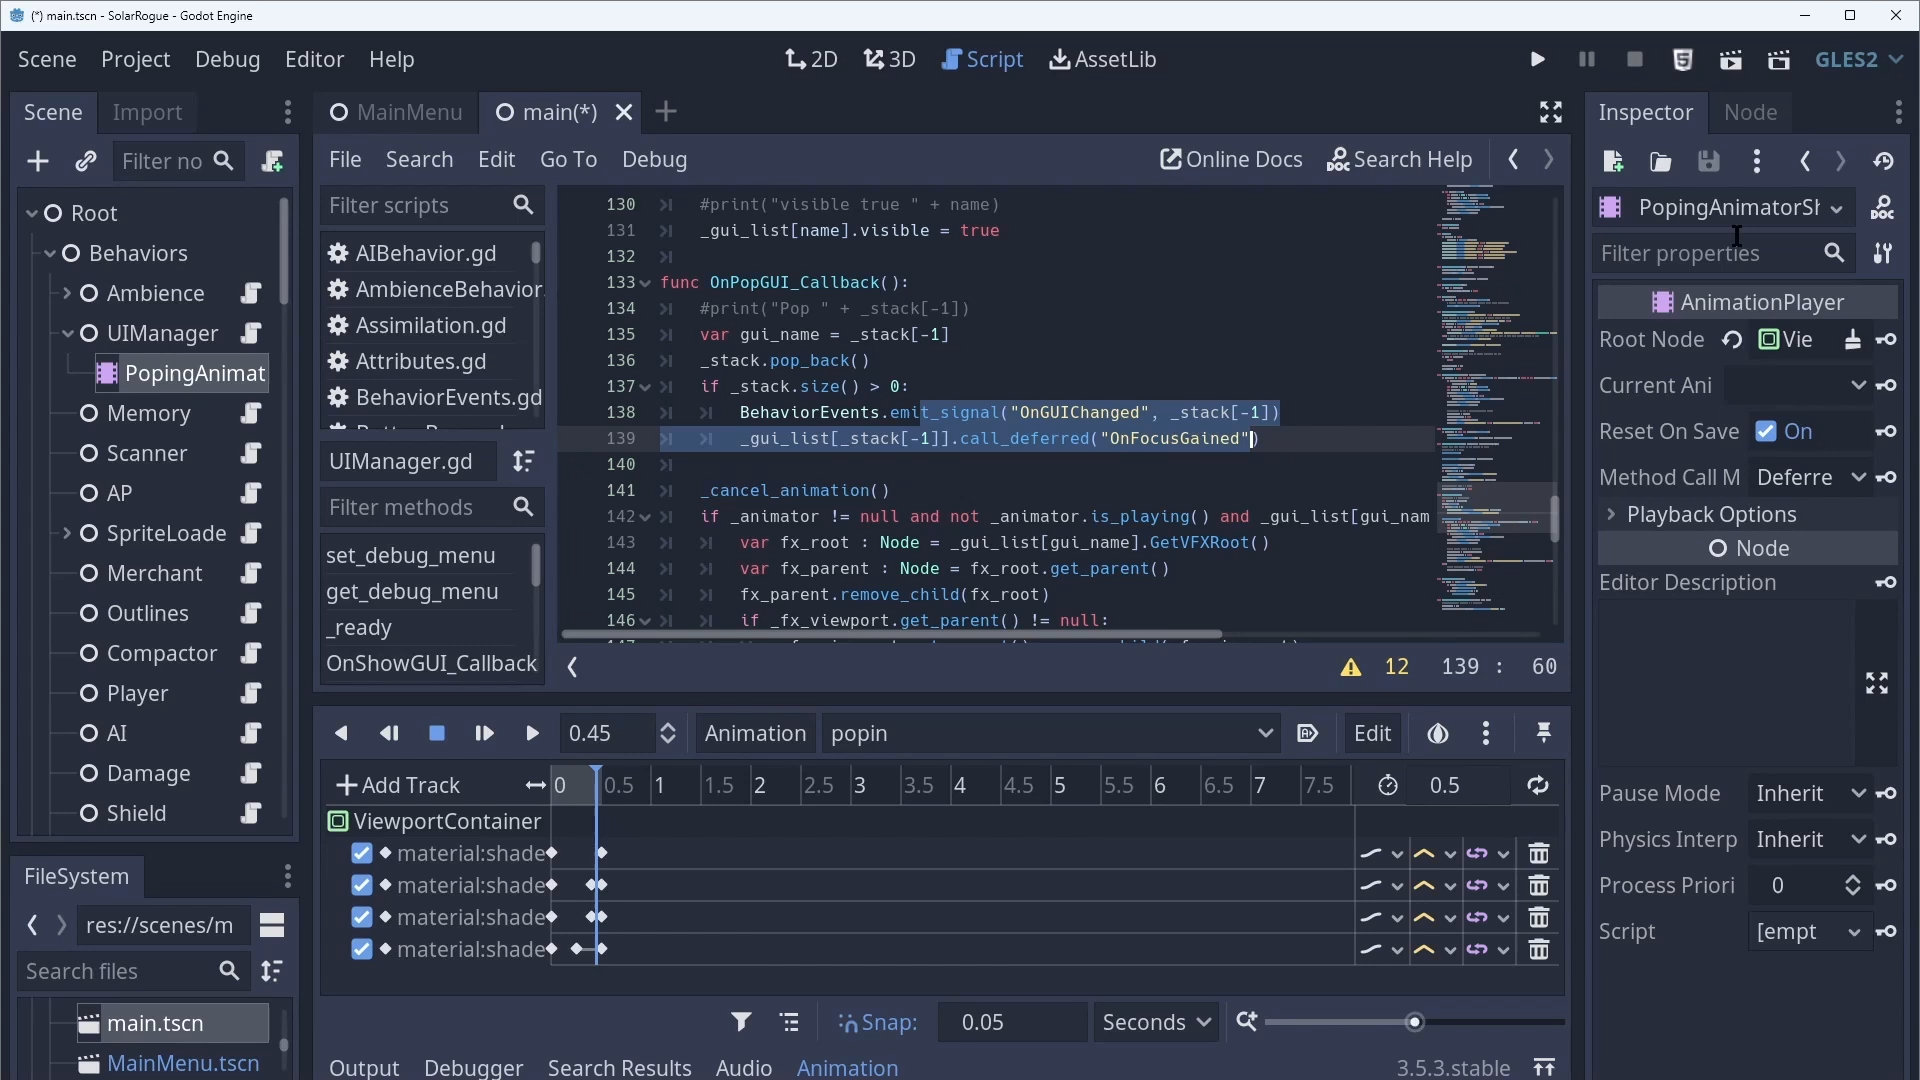 (*) main.tscn - SolarRogue - Godot Engine
Scene Project Debug Editor Help
2D 3D Script AssetLib
GLES2
Scene Import
Filter no
Root
Behaviors
Ambience
UIManager
PopingAnimat
Memory
Scanner
AP
SpriteLoade
Merchant
Outlines
Compactor
Player
AI
Damage
Shield
FileSystem
res://scenes/m
Search files
main.tscn
MainMenu.tscn
MainMenu main(*)
File Search Edit Go To Debug
Online Docs Search Help
Filter scripts
AIBehavior.gd
AmbienceBehavior.
Assimilation.gd
Attributes.gd
BehaviorEvents.gd
UIManager.gd
Filter methods
set_debug_menu
get_debug_menu
_ready
OnShowGUI_Callback
130 #print("visible true " + name)
131 _gui_list[name].visible = true
132
133 func OnPopGUI_Callback():
134 #print("Pop " + _stack[-1])
135 var gui_name = _stack[-1]
136 _stack.pop_back()
137 if _stack.size() > 0:
138 BehaviorEvents.emit_signal("OnGUIChanged", _stack[-1])
139 _gui_list[_stack[-1]].call_deferred("OnFocusGained")
140
141 _cancel_animation()
142 if _animator != null and not _animator.is_playing() and _gui_list[gui_nam
143 var fx_root : Node = _gui_list[gui_name].GetVFXRoot()
144 var fx_parent : Node = fx_root.get_parent()
145 fx_parent.remove_child(fx_root)
146 if _fx_viewport.get_parent() != null:
12 139 : 60
0.45 Animation popin Edit
Add Track 0 0.5 1 1.5 2 2.5 3 3.5 4 4.5 5 5.5 6 6.5 7 7.5 0.5
ViewportContainer
material:shade
material:shade
material:shade
material:shade
Snap: 0.05 Seconds
Output Debugger Search Results Audio Animation 3.5.3.stable
Inspector Node
PopingAnimatorSh
DOC
Filter properties
AnimationPlayer
Root Node Vie
Current Ani
Reset On Save On
Method Call M Deferre
Playback Options
Node
Editor Description
Pause Mode Inherit
Physics Interp Inherit
Process Priori 0
Script [empt